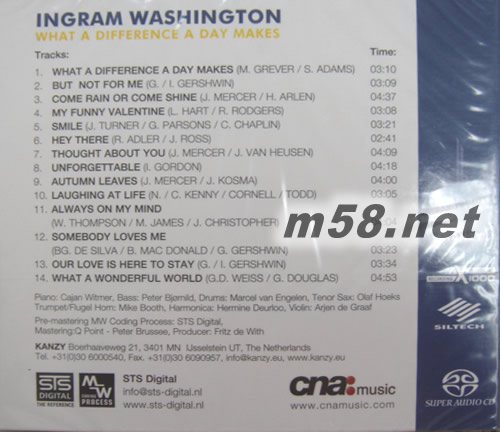 INGRAM WASHINGTON
WHAT A DIFFERENCE A DAY MAKES
Tracks: Time:
1. WHAT A DIFFERENCE A DAY MAKES (M. GREVER / S. ADAMS) 03:10
2. BUT NOT FOR ME (G. / I. GERSHWIN) 03:09
3. COME RAIN OR COME SHINE (J. MERCER / H. ARLEN) 04:37
4. MY FUNNY VALENTINE (L. HART / R. RODGERS) 03:08
5. SMILE (J. TURNER / G. PARSONS / C. CHAPLIN) 03:21
6. HEY THERE (R. ADLER / J. ROSS) 02:41
7. THOUGHT ABOUT YOU (J. MERCER / J. VAN HEUSEN) 04:09
8. UNFORGETTABLE (I. GORDON) 04:18
9. AUTUMN LEAVES (J. MERCER / J. KOSMA) 04:00
10. LAUGHING AT LIFE (N. / C. KENNY / CORNELL / TODD) 03:05
11. ALWAYS ON MY MIND
(W. THOMPSON / M. JAMES / J. CHRISTOPHER)
m58.net
12. SOMEBODY LOVES ME
(BG. DE SILVA / B. MAC DONALD / G. GERSHWIN) 03:23
13. OUR LOVE IS HERE TO STAY (G. / I. GERSHWIN) 03:34
14. WHAT A WONDERFUL WORLD (G.D. WEISS / G. DOUGLAS) 04:53
Piano: Cajan Witmer, Bass: Peter Bjørnild, Drums: Marcel van Engelen, Tenor Sax: Olaf Hoeks
Trumpet/Flugel Horn: Mike Booth, Harmonica: Hermine Deurloo, Violin: Arjen de Graaf
Pre-mastering MW Coding Process: STS Digital,
Mastering:Q Point - Peter Brussee, Producer: Fritz de With
KANZY Boerhaaveweg 21, 3401 MN IJsselstein UT, The Netherlands
Tel. +31(0)30 6000540, Fax. +31(0)30 6090957, info@kanzy.eu, www.kanzy.eu
SILTECH
STS
DIGITAL
THE REFERENCE
MW
CODING
PROCESS
STS Digital
info@sts-digital.nl
www.sts-digital.nl
cna:music
www.cnamusic.com
SUPER AUDIO CD